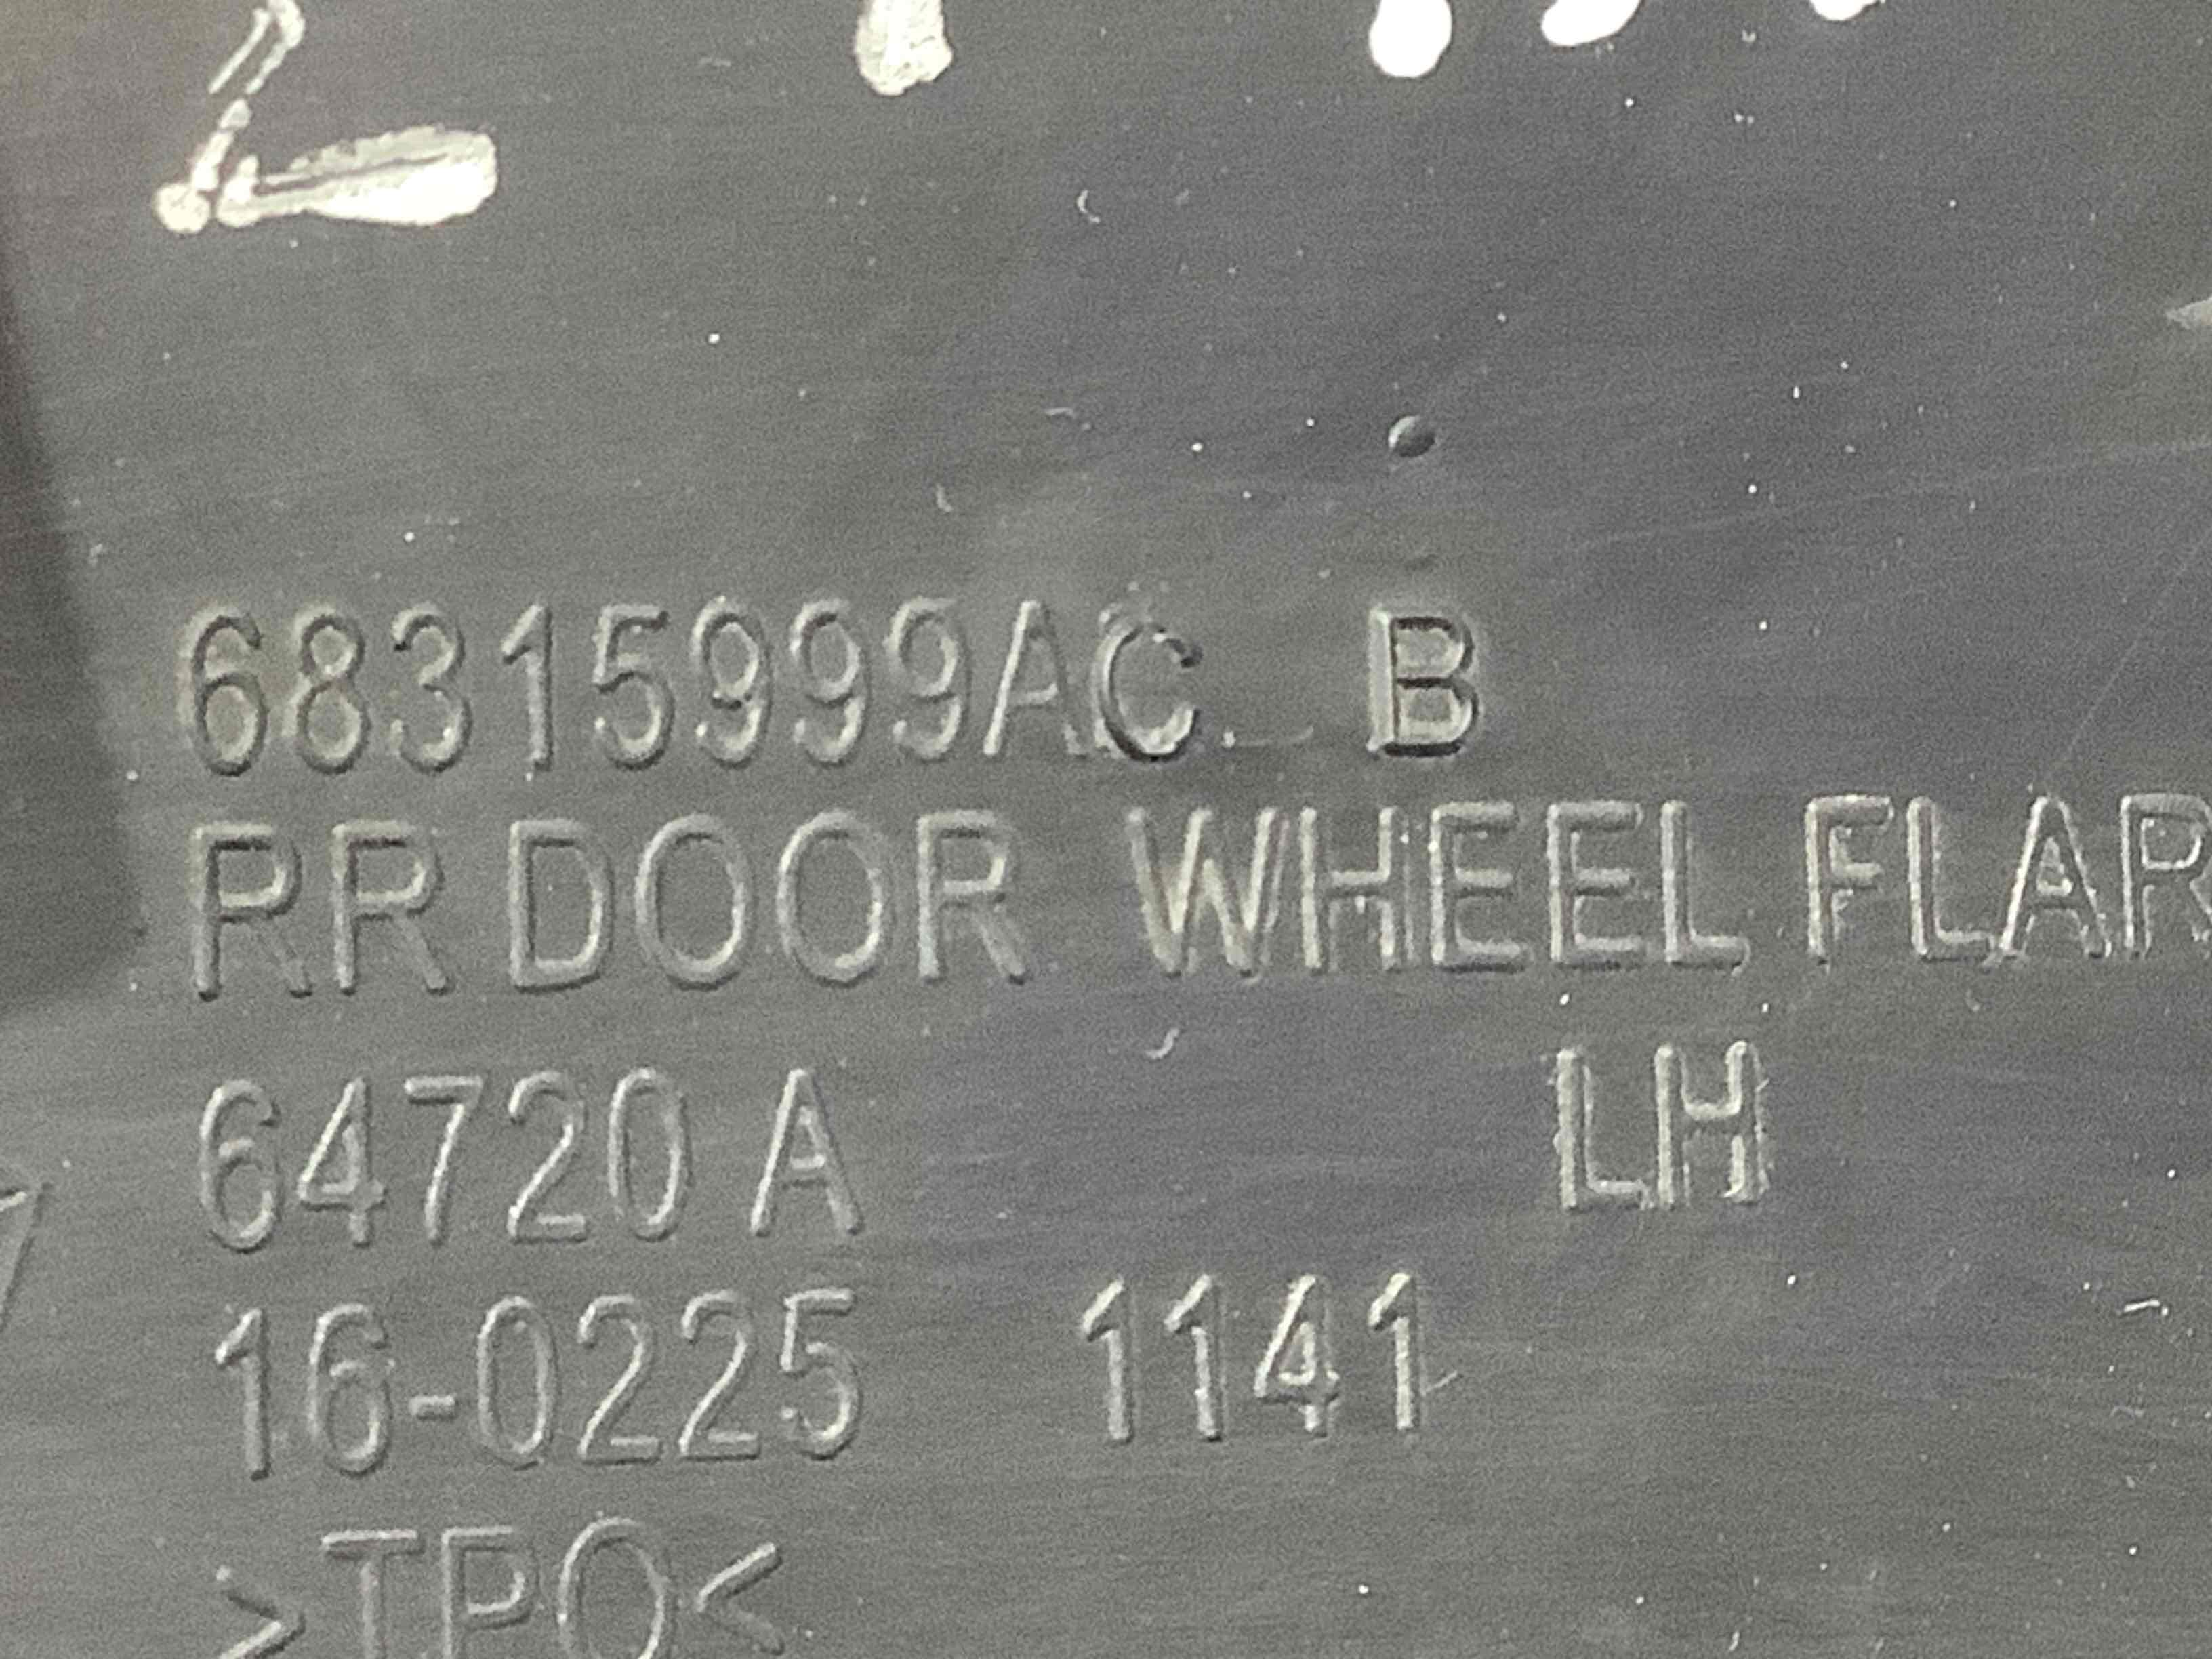 68315999AC B
RR DOOR WHEEL FLAR
64720 A LH
16-0225 1141
>TPO<